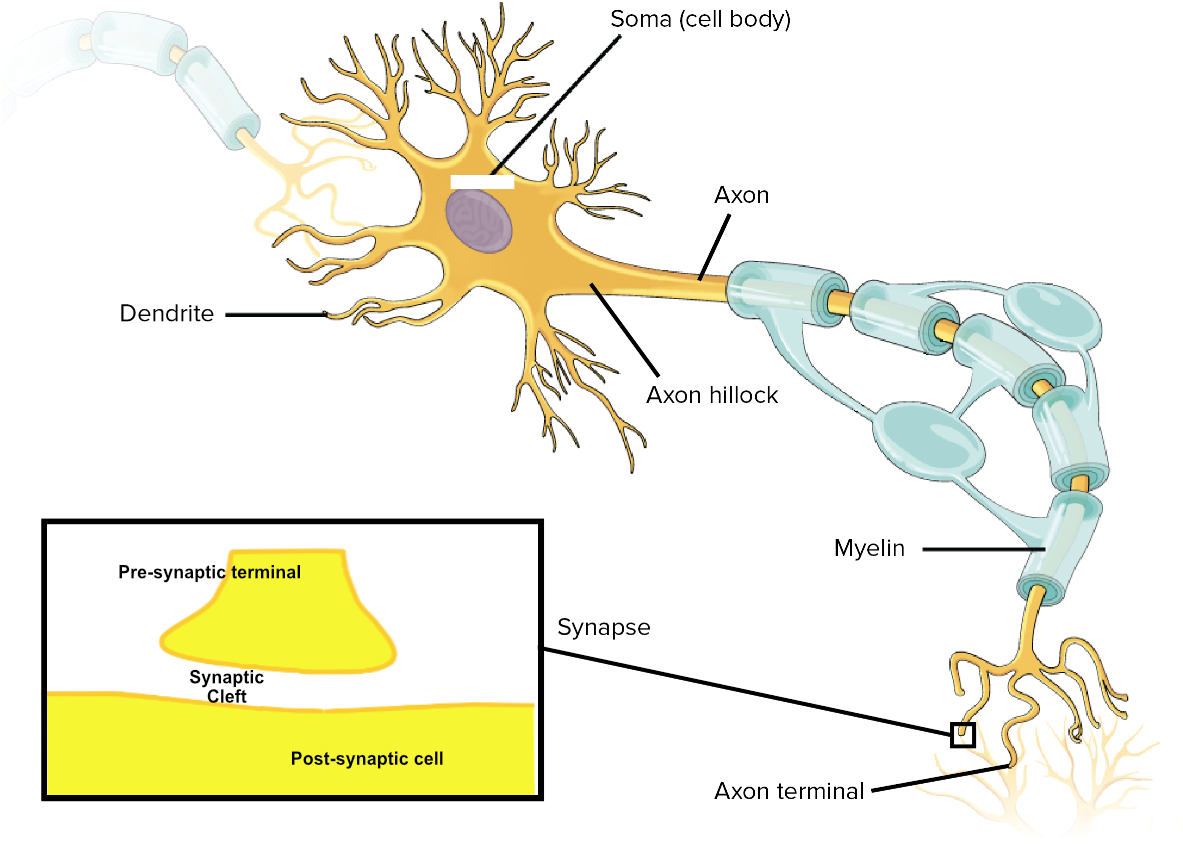 Soma (cell body)
Axon
Dendrite
Axon hillock
Myelin
Pre-synaptic terminal
Synapse
Synaptic
Cleft
Post-synaptic cell
Axon terminal